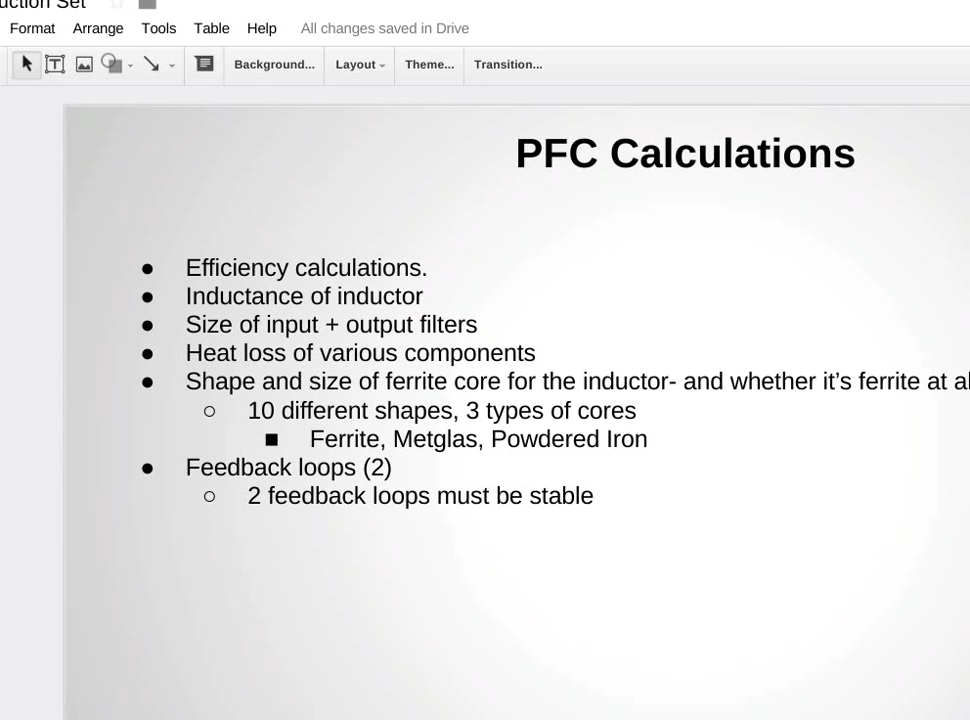 uction Set
Format Arrange Tools Table Help All changes saved in Drive
Background... Layout Theme... Transition...
PFC Calculations
● Efficiency calculations.
● Inductance of inductor
● Size of input + output filters
● Heat loss of various components
● Shape and size of ferrite core for the inductor- and whether it’s ferrite at al
○ 10 different shapes, 3 types of cores
■ Ferrite, Metglas, Powdered Iron
● Feedback loops (2)
○ 2 feedback loops must be stable